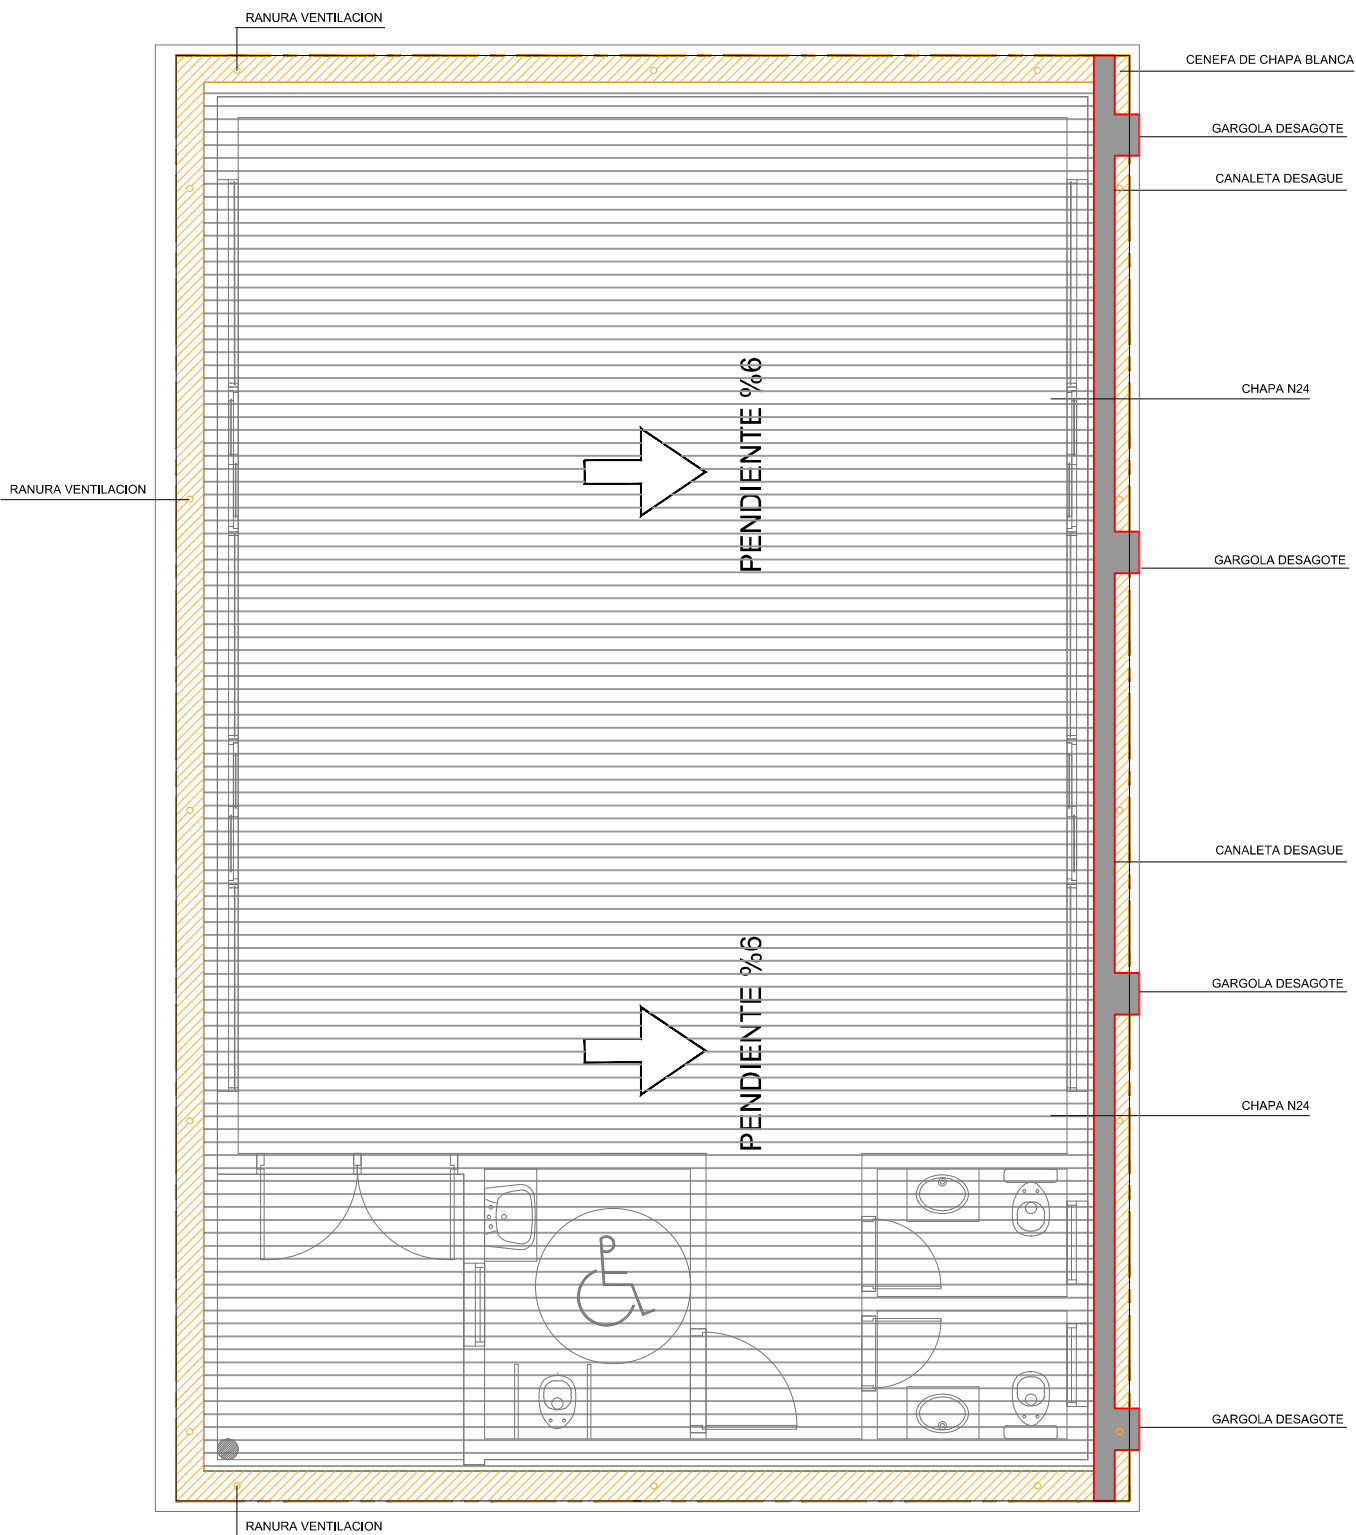 RANURA VENTILACION
CENEFA DE CHAPA BLANCA
GARGOLA DESAGOTE
CANALETA DESAGUE
CHAPA N24
PENDIENTE %6
RANURA VENTILACION
GARGOLA DESAGOTE
CANALETA DESAGUE
PENDIENTE %6
GARGOLA DESAGOTE
CHAPA N24
GARGOLA DESAGOTE
RANURA VENTILACION